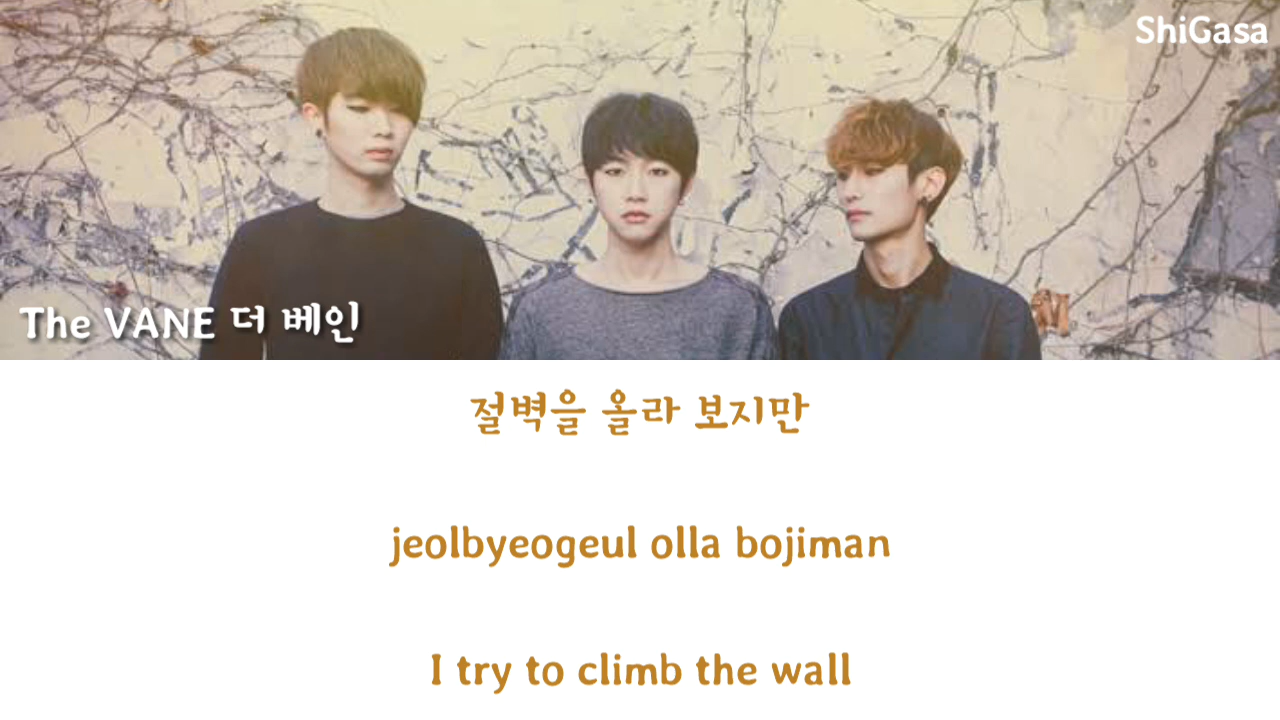 ShiGasa
The VANE 더 베인
절벽을 올라 보지만
jeolbyeogeul olla bojiman
I try to climb the wall